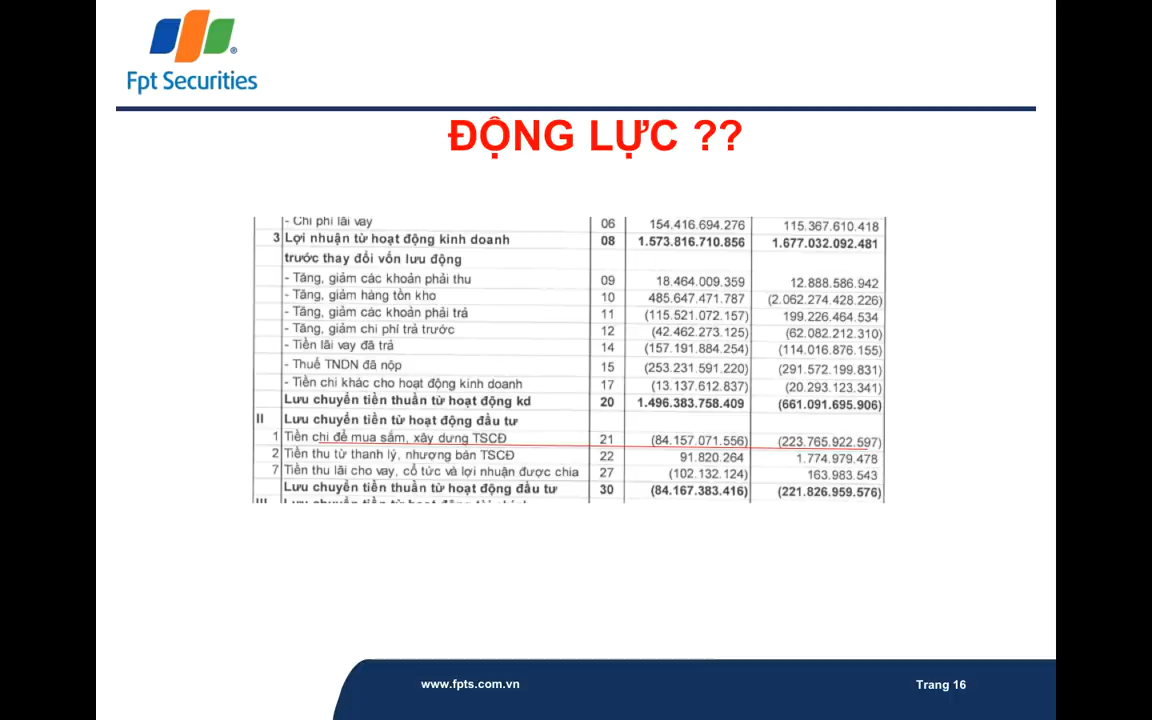 Fpt Securities
ĐỘNG LỰC ??
- Chi phí lãi vay 06 154.416.694.276 115.367.610.418
3 Lợi nhuận từ hoạt động kinh doanh 08 1.573.816.710.856 1.677.032.092.481
trước thay đổi vốn lưu động
- Tăng, giảm các khoản phải thu 09 18.464.009.359 12.888.586.942
- Tăng, giảm hàng tồn kho 10 485.647.471.787 (2.062.274.428.226)
- Tăng, giảm các khoản phải trả 11 (115.521.072.157) 199.226.464.534
- Tăng, giảm chi phí trả trước 12 (42.462.273.125) (62.082.212.310)
- Tiền lãi vay đã trả 14 (157.191.884.254) (114.016.876.155)
- Thuế TNDN đã nộp 15 (253.231.591.220) (291.572.199.831)
- Tiền chi khác cho hoạt động kinh doanh 17 (13.137.612.837) (20.293.123.341)
Lưu chuyển tiền thuần từ hoạt động kd 20 1.496.383.758.409 (661.091.695.906)
II Lưu chuyển tiền từ hoạt động đầu tư
1 Tiền chi để mua sắm, xây dựng TSCĐ 21 (84.157.071.556) (223.765.922.597)
2 Tiền thu từ thanh lý, nhượng bán TSCĐ 22 91.820.264 1.774.979.478
7 Tiền thu lãi cho vay, cổ tức và lợi nhuận được chia 27 (102.132.124) 163.983.543
Lưu chuyển tiền thuần từ hoạt động đầu tư 30 (84.167.383.416) (221.826.959.576)
www.fpts.com.vn
Trang 16